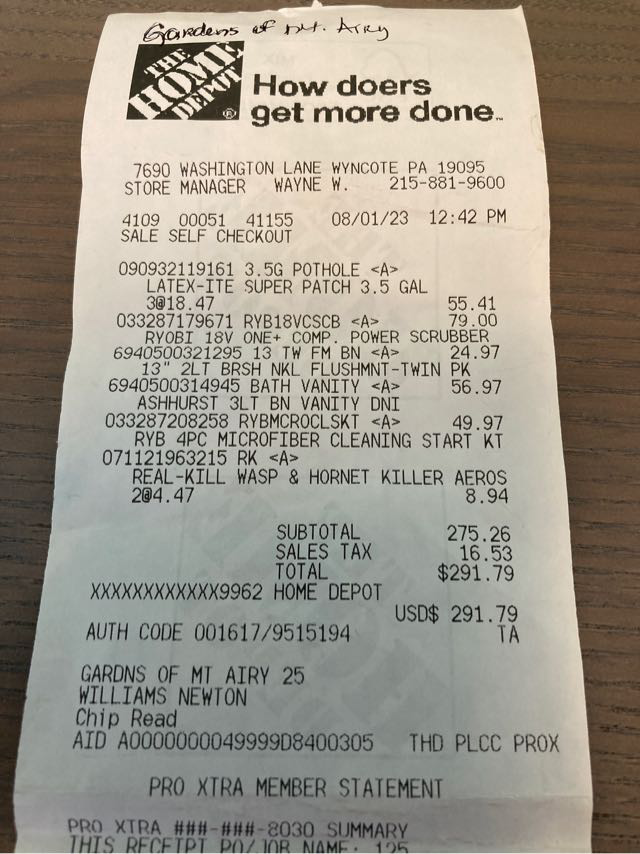 Gardens of Mt. Airy
THE
HOME
DEPOT
®
How doers
get more done™
7690 WASHINGTON LANE WYNCOTE PA 19095
STORE MANAGER WAYNE W. 215-881-9600
4109 00051 41155 08/01/23 12:42 PM
SALE SELF CHECKOUT
090932119161 3.5G POTHOLE <A>
LATEX-ITE SUPER PATCH 3.5 GAL
3@18.47 55.41
033287179671 RYB18VCSCB <A> 79.00
RYOBI 18V ONE+ COMP. POWER SCRUBBER
6940500321295 13 TW FM BN <A> 24.97
13" 2LT BRSH NKL FLUSHMNT-TWIN PK
6940500314945 BATH VANITY <A> 56.97
ASHHURST 3LT BN VANITY DNI
033287208258 RYBMCROCLSKT <A> 49.97
RYB 4PC MICROFIBER CLEANING START KT
071121963215 RK <A>
REAL-KILL WASP & HORNET KILLER AEROS
2@4.47 8.94
SUBTOTAL 275.26
SALES TAX 16.53
TOTAL $291.79
XXXXXXXXXXXX9962 HOME DEPOT
USD$ 291.79
AUTH CODE 001617/9515194 TA
GARDNS OF MT AIRY 25
WILLIAMS NEWTON
Chip Read
AID A0000000049999D8400305 THD PLCC PROX
PRO XTRA MEMBER STATEMENT
PRO XTRA ###-###-8030 SUMMARY
THIS RECEIPT PO/JOB NAME: 125